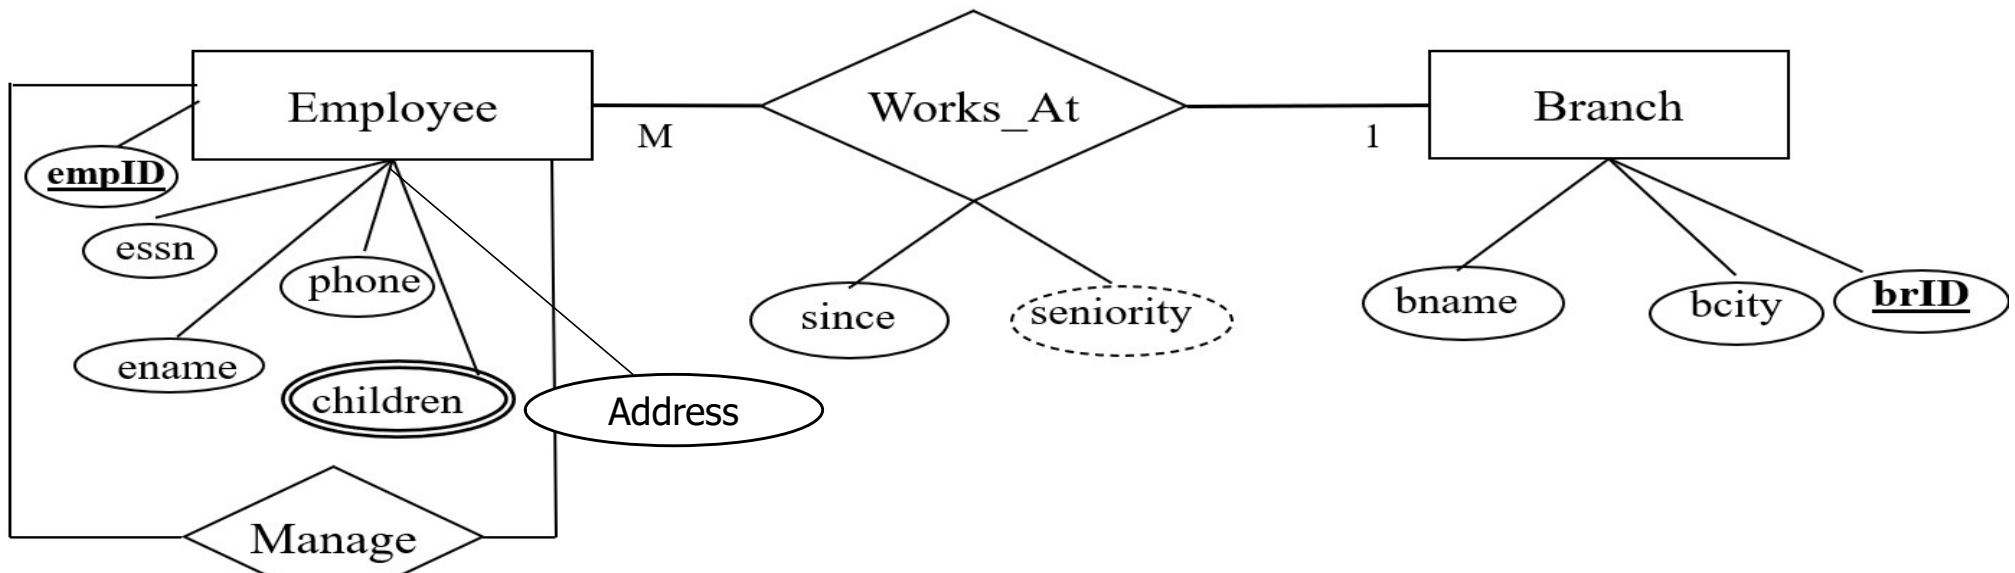 Employee
Works_At
Branch
M
1
empID
essn
phone
ename
children
Address
since
seniority
bname
bcity
brID
Manage